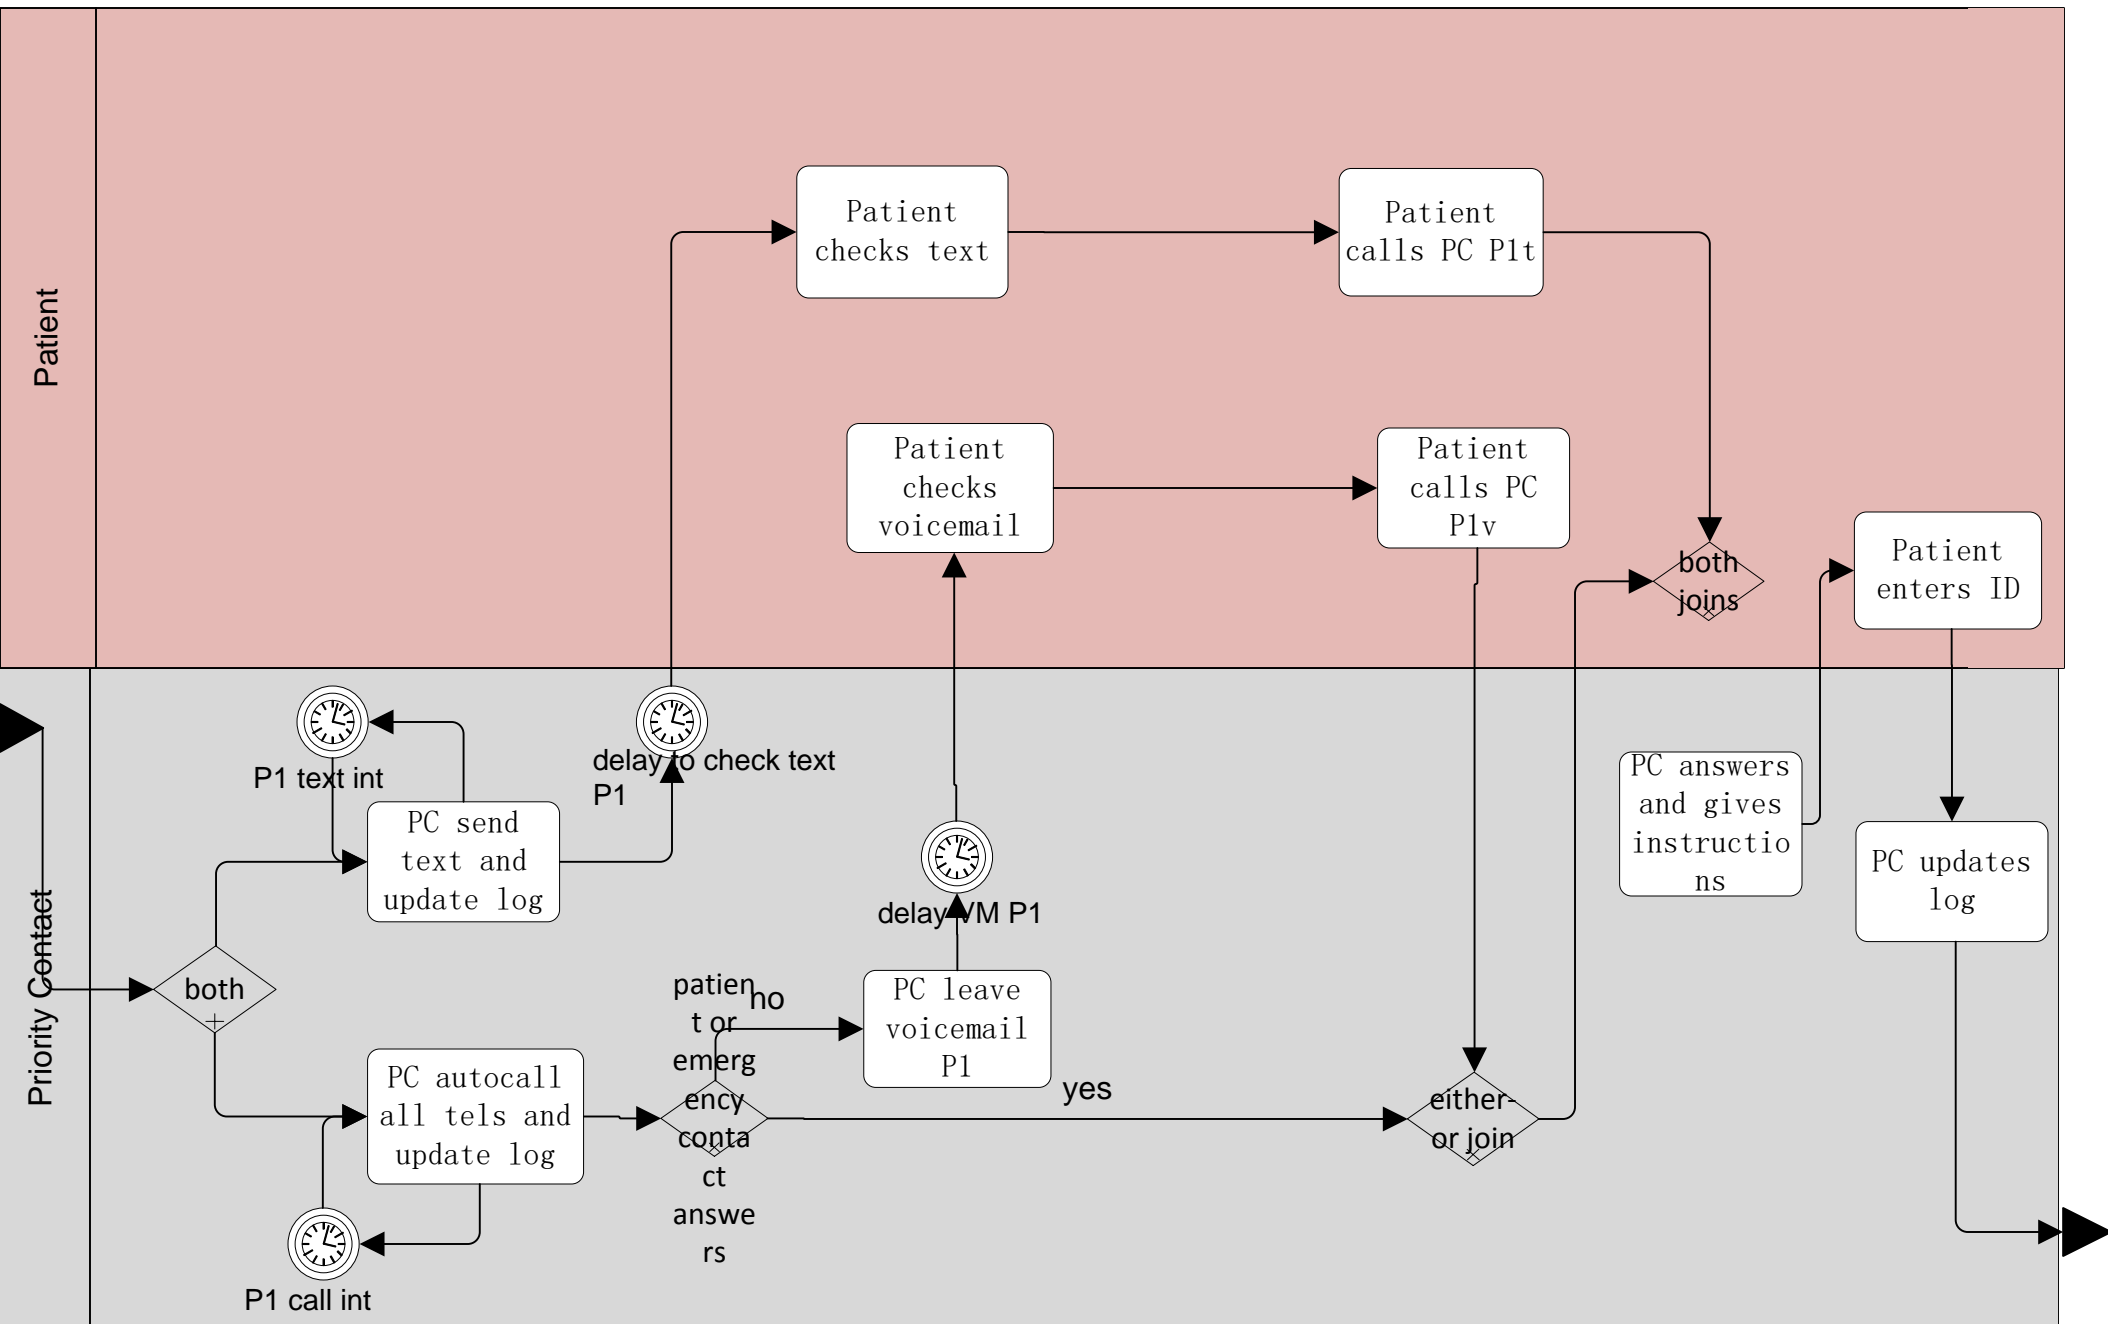 Patient
Patient
checks text
Patient
calls PC P1t
Patient
checks
voicemail
Patient
calls PC
P1v
both
joins
Patient
enters ID
Priority Contact
P1 text int
delay to check text
P1
PC send
text and
update log
delay VM P1
PC answers
and gives
instructio
ns
PC updates
log
both
patien
t or
emerg
ency
conta
ct
answe
rs
no
PC leave
voicemail
P1
yes
PC autocall
all tels and
update log
either-
or join
P1 call int